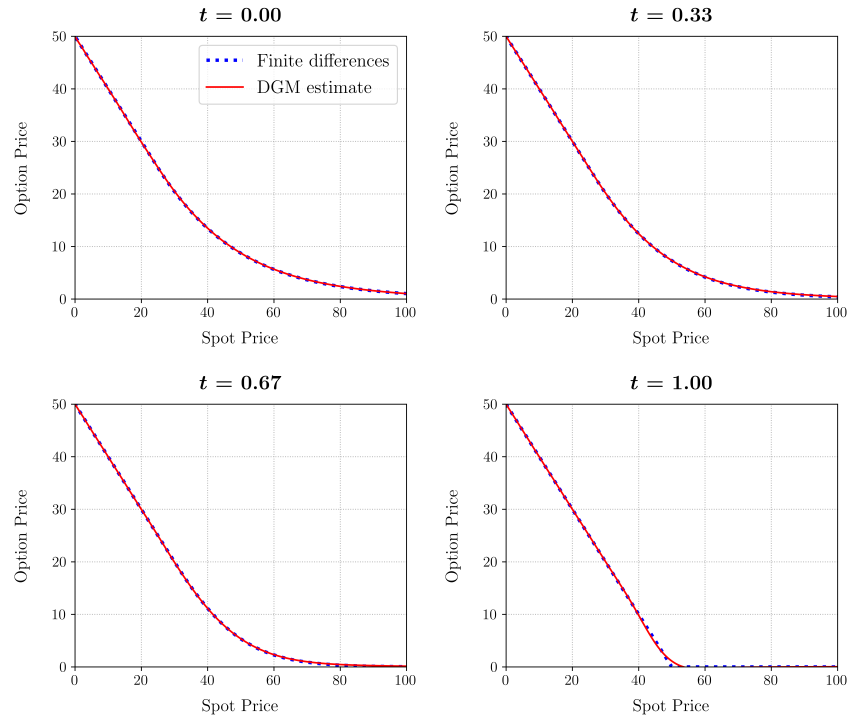 t = 0.00
50
40
30
20
10
0
Option Price
Finite differences
DGM estimate
0 20 40 60 80 100
Spot Price
t = 0.33
50
40
30
20
10
0
Option Price
0 20 40 60 80 100
Spot Price
t = 0.67
50
40
30
20
10
0
Option Price
0 20 40 60 80 100
Spot Price
t = 1.00
50
40
30
20
10
0
Option Price
0 20 40 60 80 100
Spot Price